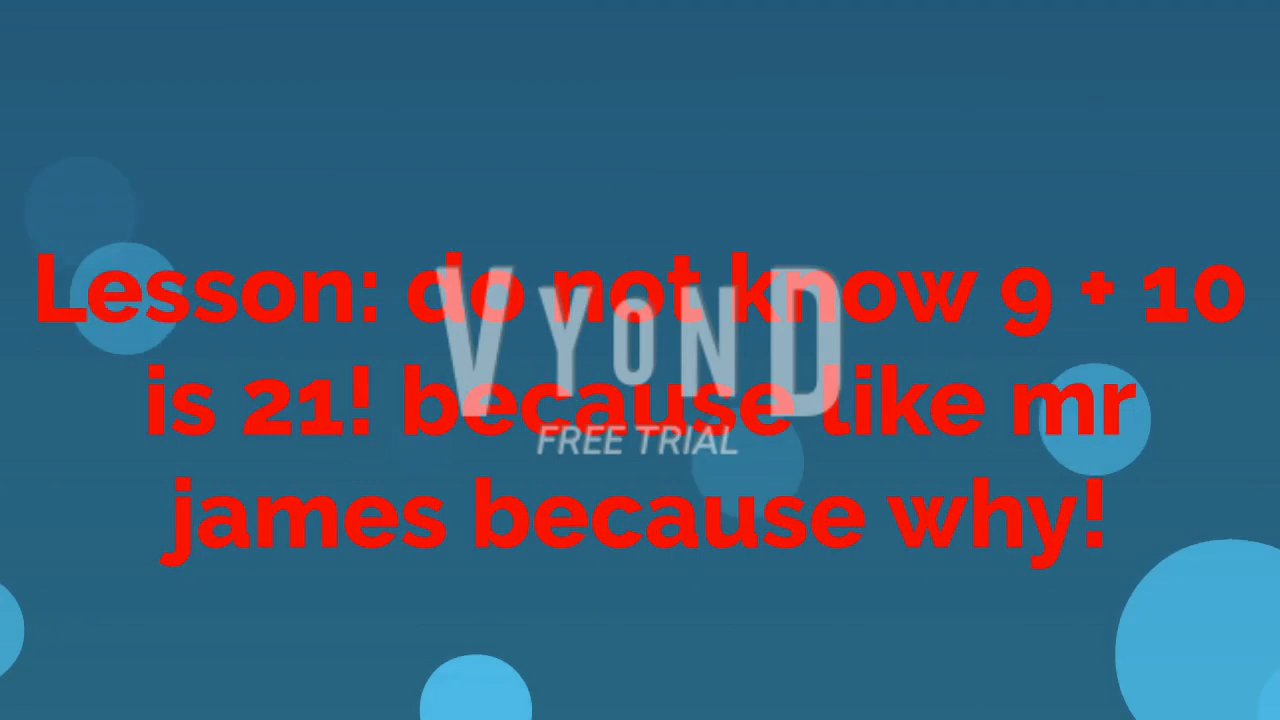 Lesson: do not know 9 + 10
is 21! because like mr
james because why!
VYOND
FREE TRIAL